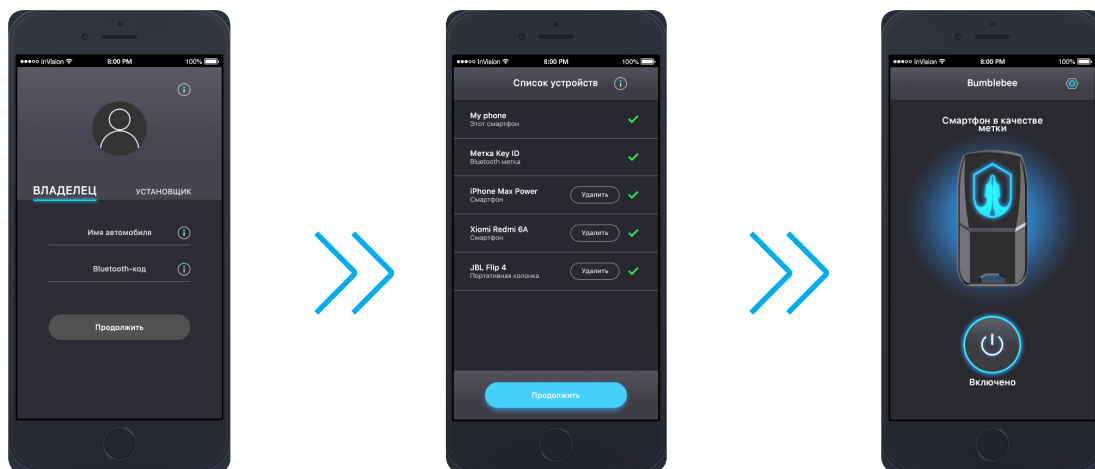 InVision 8:00 PM 100%
ВЛАДЕЛЕЦ УСТАНОВЩИК
Имя автомобиля
Bluetooth-код
Продолжить
InVision 8:00 PM 100%
Список устройств
My phone
Этот смартфон
Метка Key ID
Bluetooth метка
iPhone Max Power
Смартфон
Удалить
Xiomi Redmi 6A
Смартфон
Удалить
JBL Flip 4
Портативная колонка
Удалить
Продолжить
InVision 8:00 PM 100%
Bumblebee
Смартфон в качестве
метки
Включено